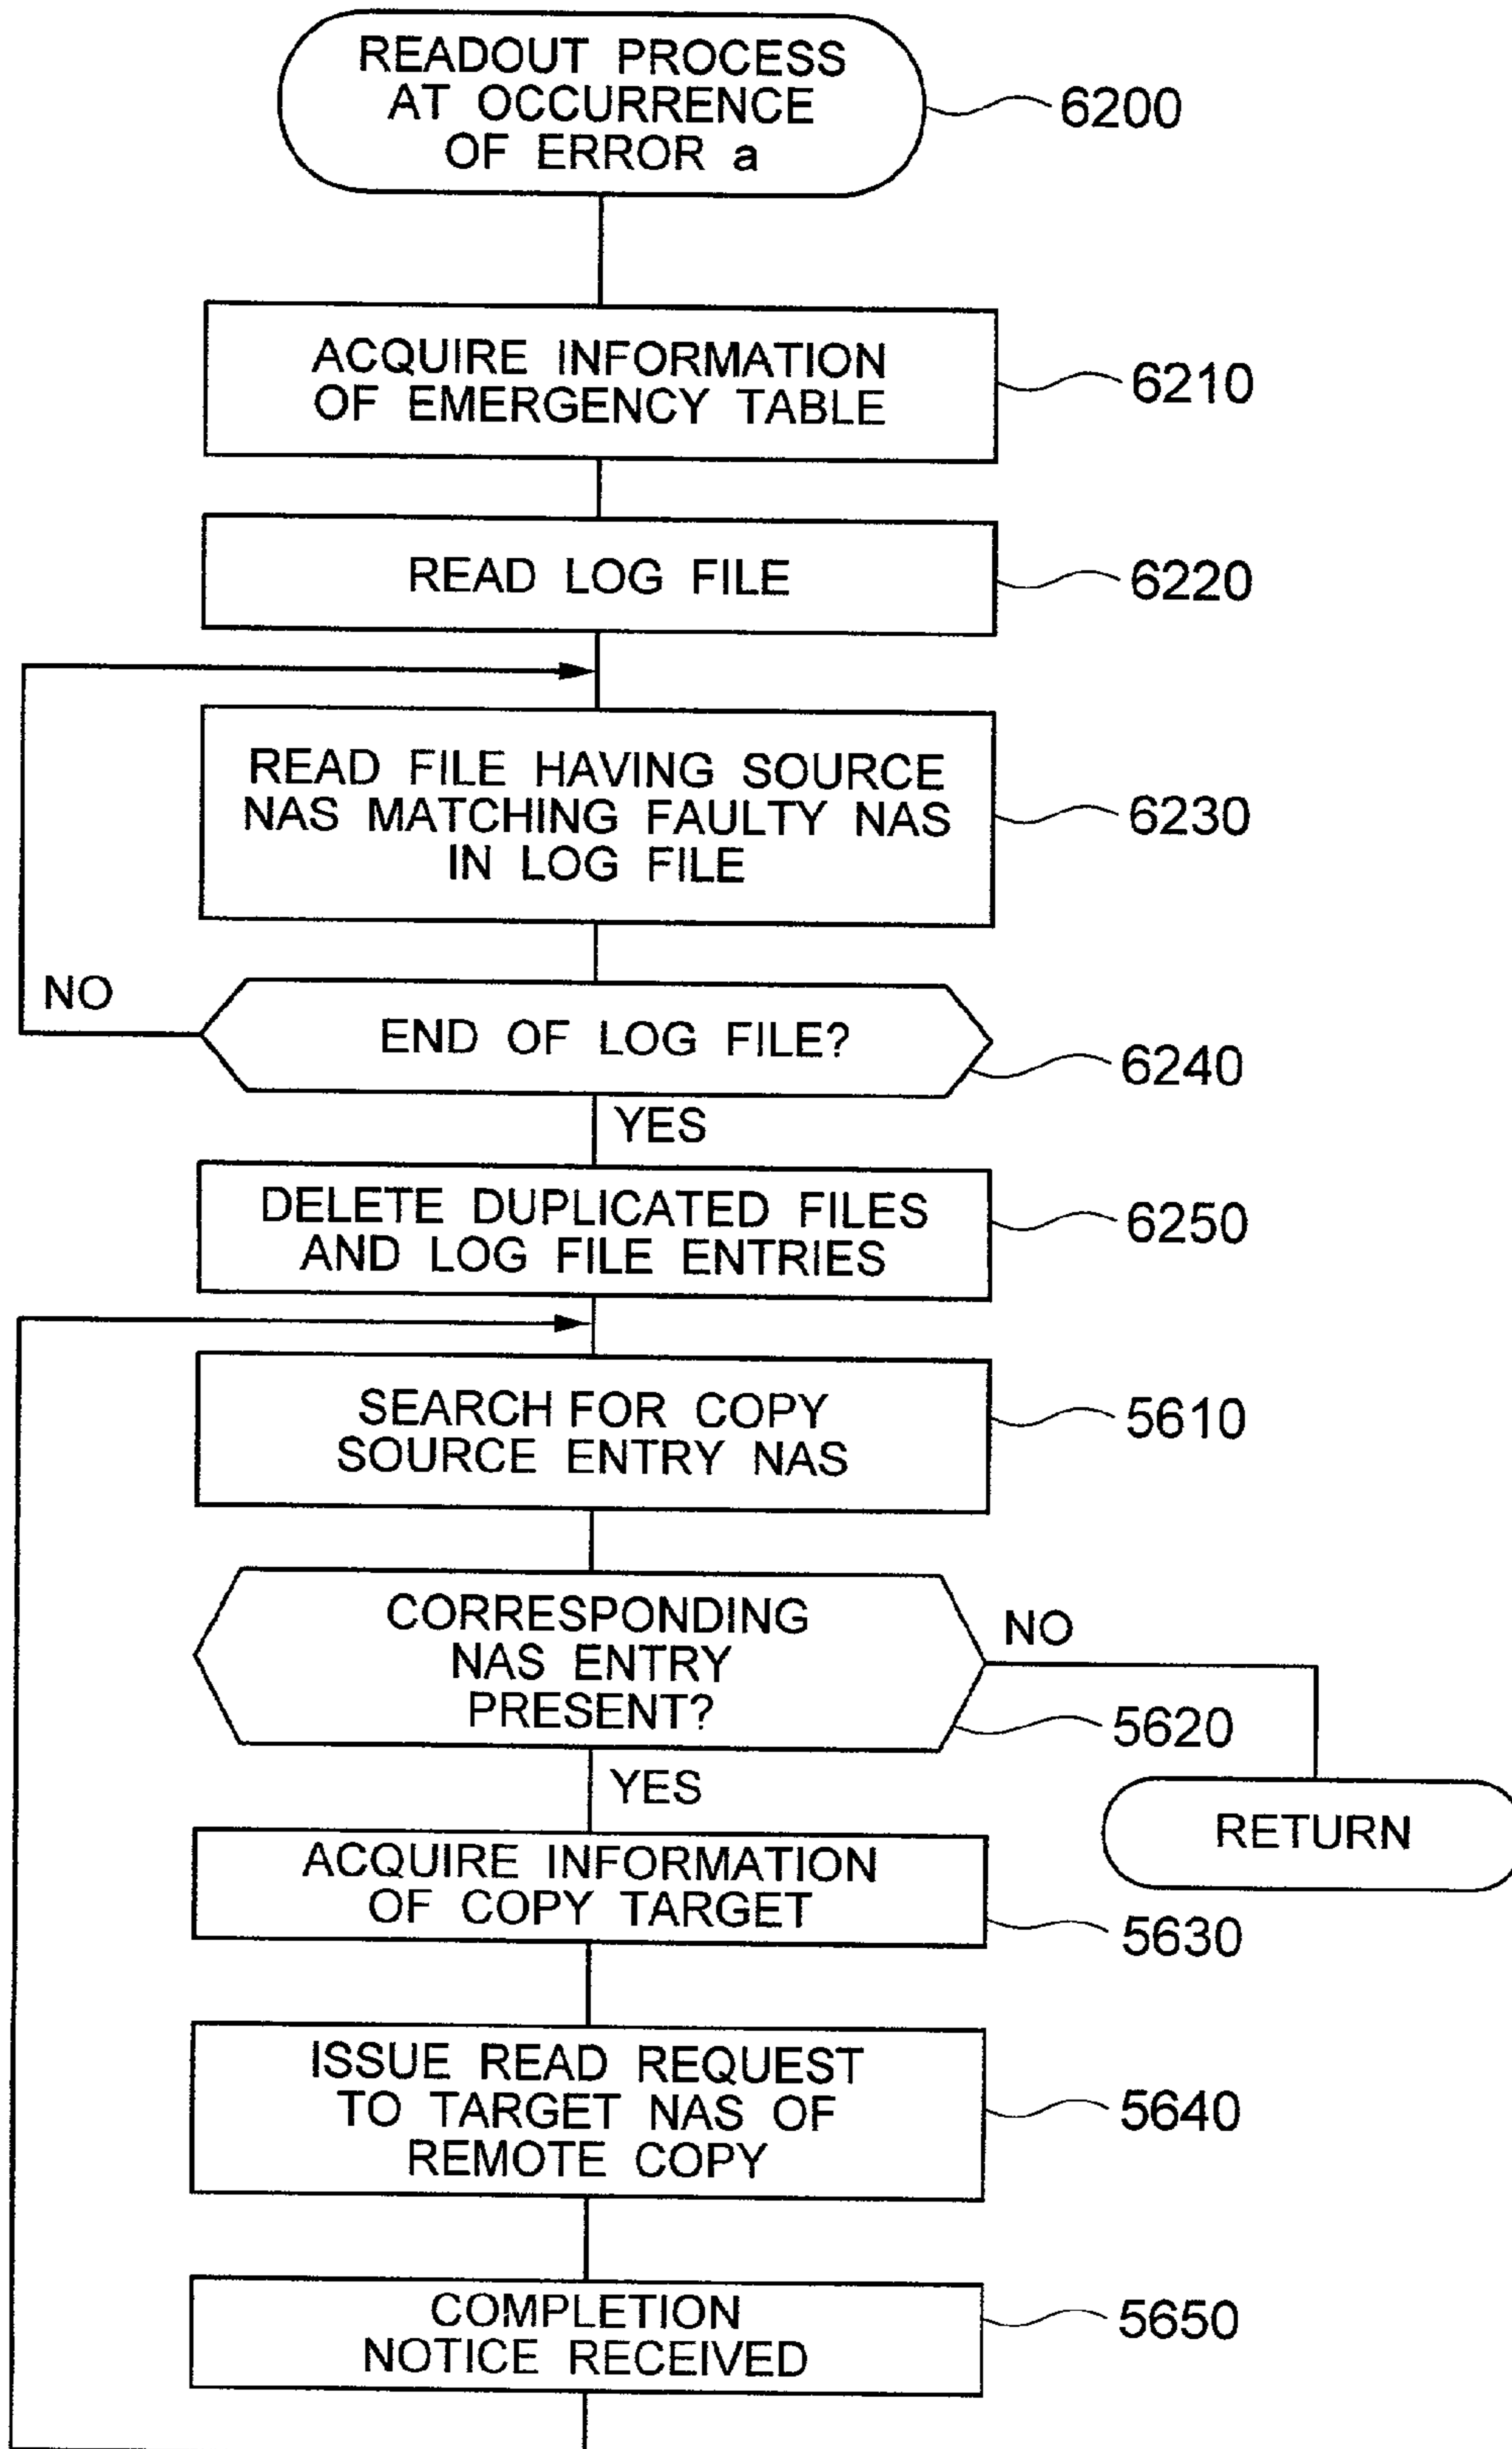 READOUT PROCESS
AT OCCURRENCE
OF ERROR a
6200
ACQUIRE INFORMATION
OF EMERGENCY TABLE
6210
READ LOG FILE
6220
READ FILE HAVING SOURCE
NAS MATCHING FAULTY NAS
IN LOG FILE
6230
NO
END OF LOG FILE?
6240
YES
DELETE DUPLICATED FILES
AND LOG FILE ENTRIES
6250
SEARCH FOR COPY
SOURCE ENTRY NAS
5610
CORRESPONDING
NAS ENTRY
PRESENT?
NO
5620
YES
RETURN
ACQUIRE INFORMATION
OF COPY TARGET
5630
ISSUE READ REQUEST
TO TARGET NAS OF
REMOTE COPY
5640
COMPLETION
NOTICE RECEIVED
5650